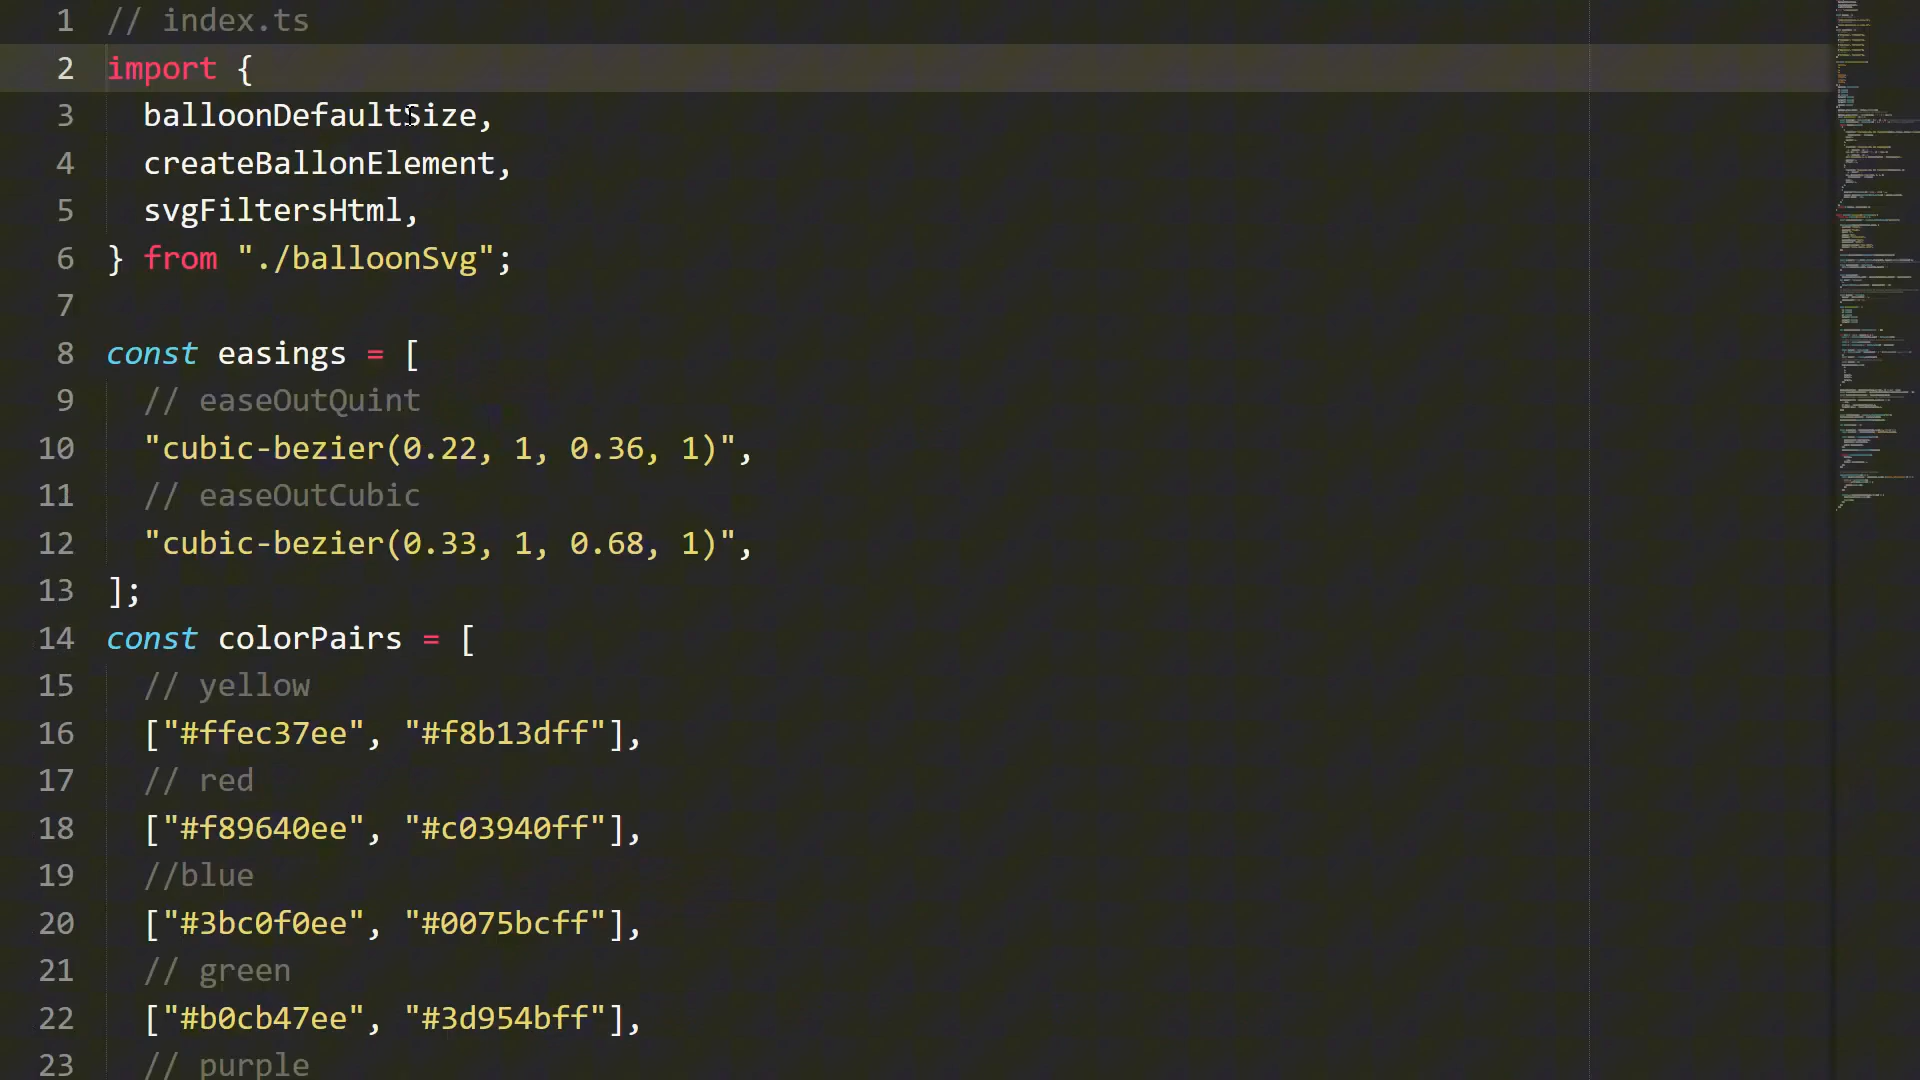 1 // index.ts
2 import {
3 balloonDefaultSize,
4 createBallonElement,
5 svgFiltersHtml,
6 } from "./balloonSvg";
7
8 const easings = [
9 // easeOutQuint
10 "cubic-bezier(0.22, 1, 0.36, 1)",
11 // easeOutCubic
12 "cubic-bezier(0.33, 1, 0.68, 1)",
13 ];
14 const colorPairs = [
15 // yellow
16 ["#ffec37ee", "#f8b13dff"],
17 // red
18 ["#f89640ee", "#c03940ff"],
19 //blue
20 ["#3bc0f0ee", "#0075bcff"],
21 // green
22 ["#b0cb47ee", "#3d954bff"],
23 // purple